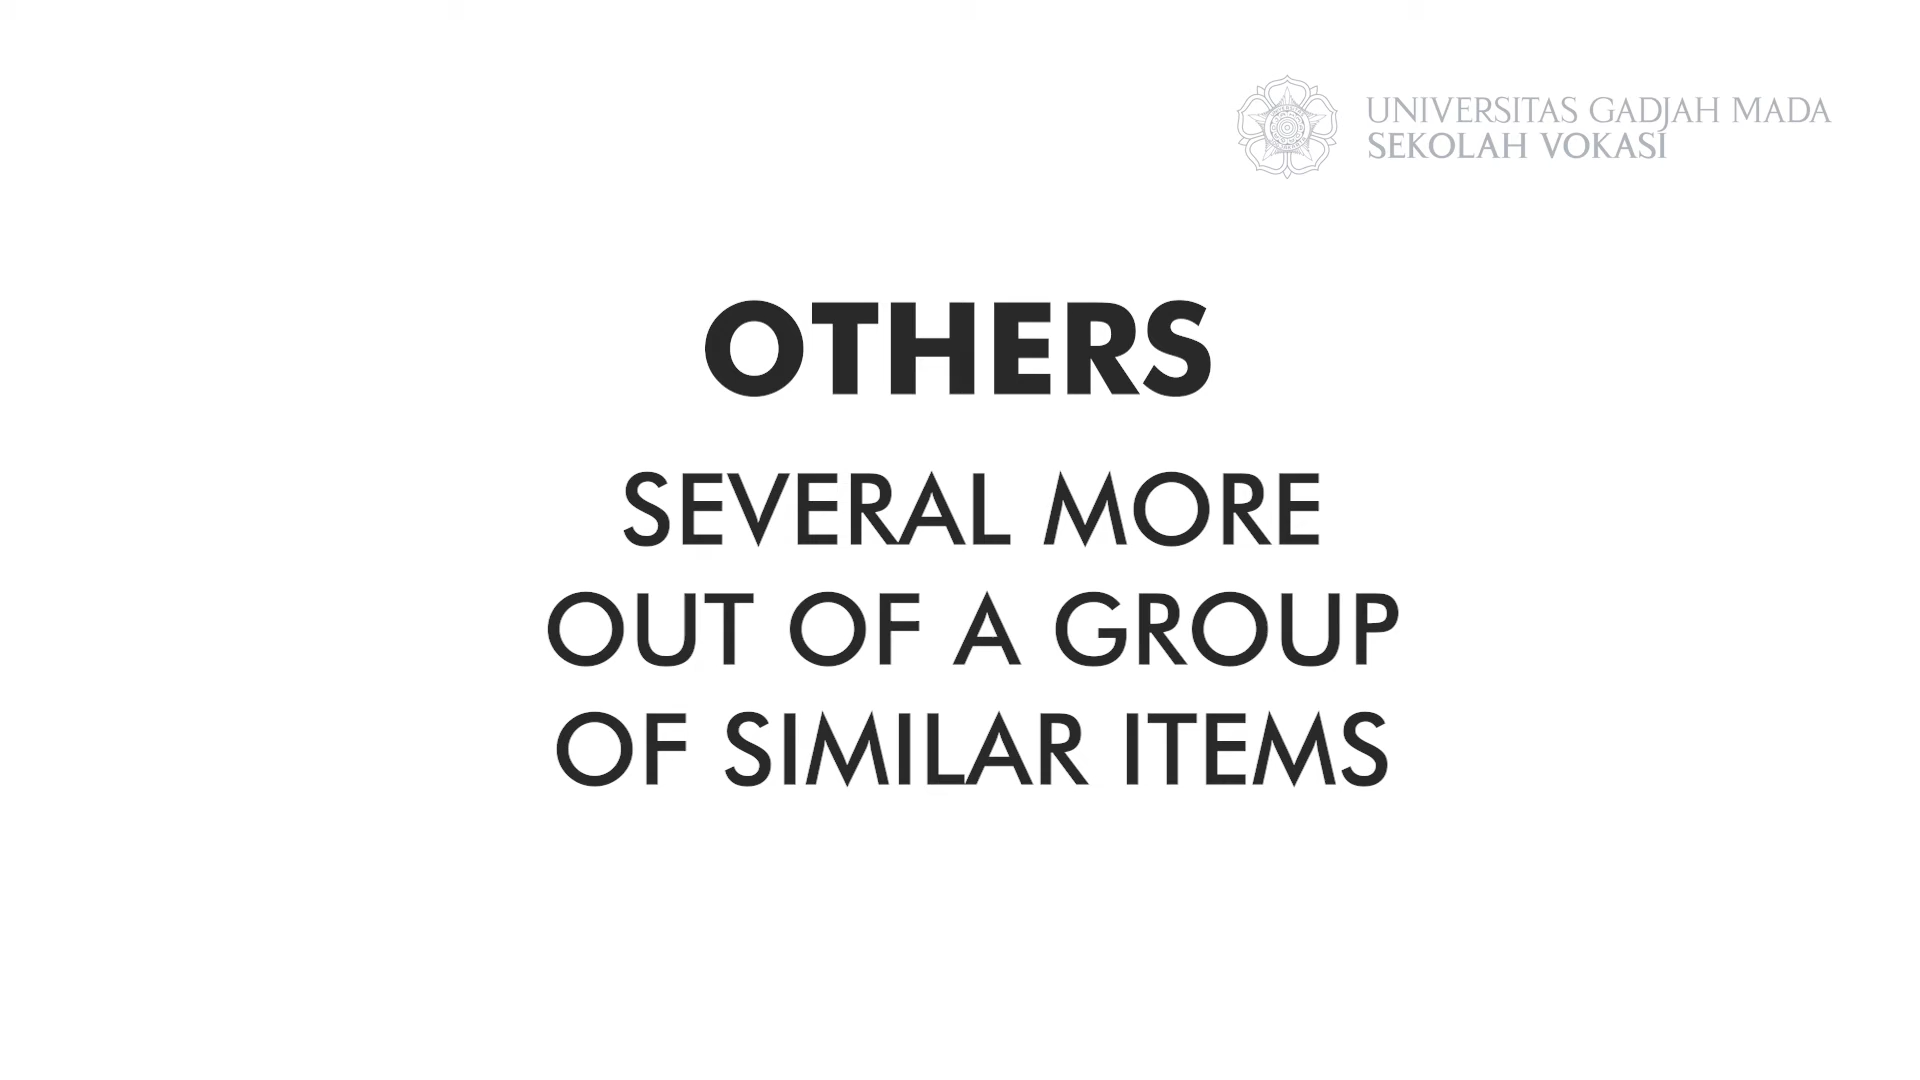 UNIVERSITAS GADJAH MADA
SEKOLAH VOKASI
OTHERS
SEVERAL MORE
OUT OF A GROUP
OF SIMILAR ITEMS